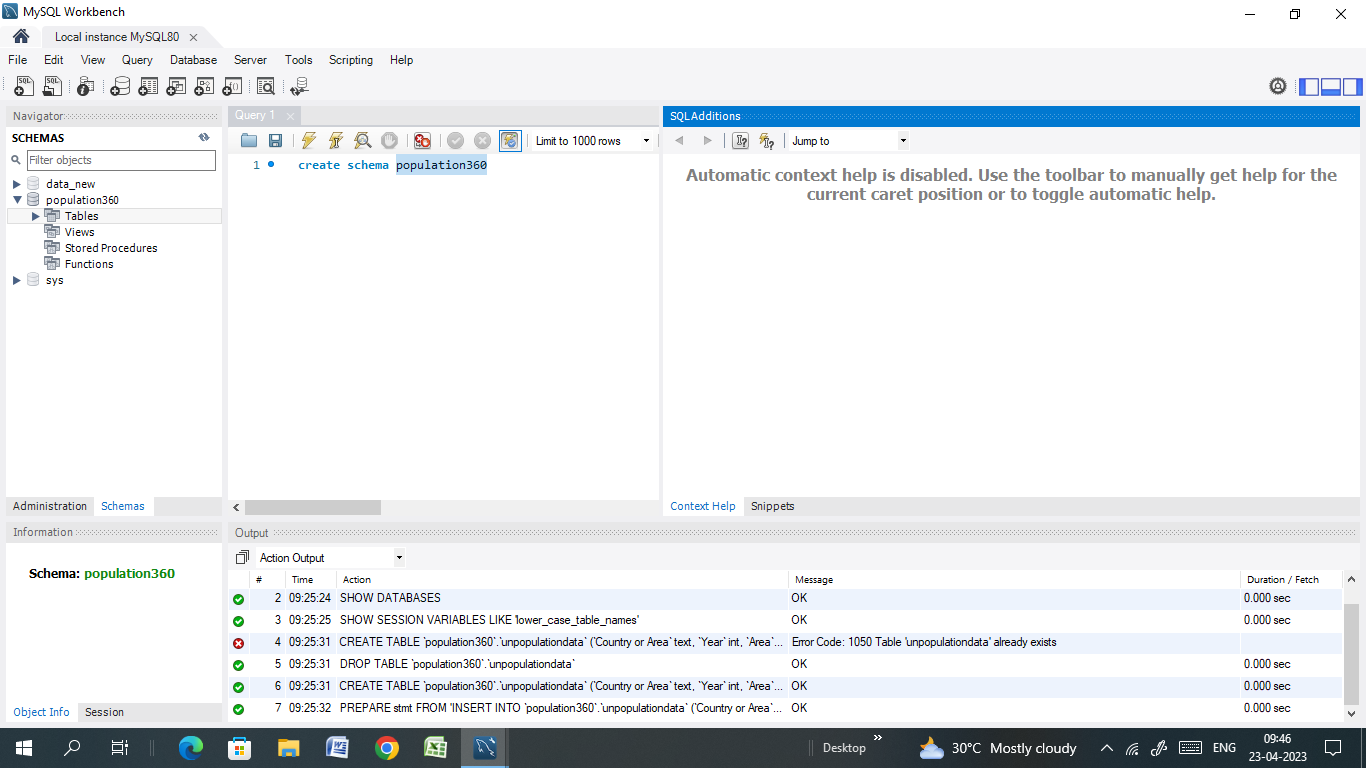 MySQL Workbench
Local instance MySQL80
File Edit View Query Database Server Tools Scripting Help
Navigator
SCHEMAS
Filter objects
data_new
population360
Tables
Views
Stored Procedures
Functions
sys
Administration Schemas
Information
Schema: population360
Object Info Session
Query 1
Limit to 1000 rows
1 create schema population360
SQLAdditions
Jump to
Automatic context help is disabled. Use the toolbar to manually get help for the
current caret position or to toggle automatic help.
Context Help Snippets
Output
Action Output
# Time Action Message Duration / Fetch
2 09:25:24 SHOW DATABASES OK 0.000 sec
3 09:25:25 SHOW SESSION VARIABLES LIKE 'lower_case_table_names' OK 0.000 sec
4 09:25:31 CREATE TABLE `population360`.`unpopulationdata` (`Country or Area` text, `Year` int, `Area`... Error Code: 1050 Table 'unpopulationdata' already exists
5 09:25:31 DROP TABLE `population360`.`unpopulationdata` OK 0.000 sec
6 09:25:31 CREATE TABLE `population360`.`unpopulationdata` (`Country or Area` text, `Year` int, `Area`... OK 0.000 sec
7 09:25:32 PREPARE stmt FROM 'INSERT INTO `population360`.`unpopulationdata` (`Country or Area`... OK 0.000 sec
Desktop
30°C Mostly cloudy
ENG
09:46
23-04-2023